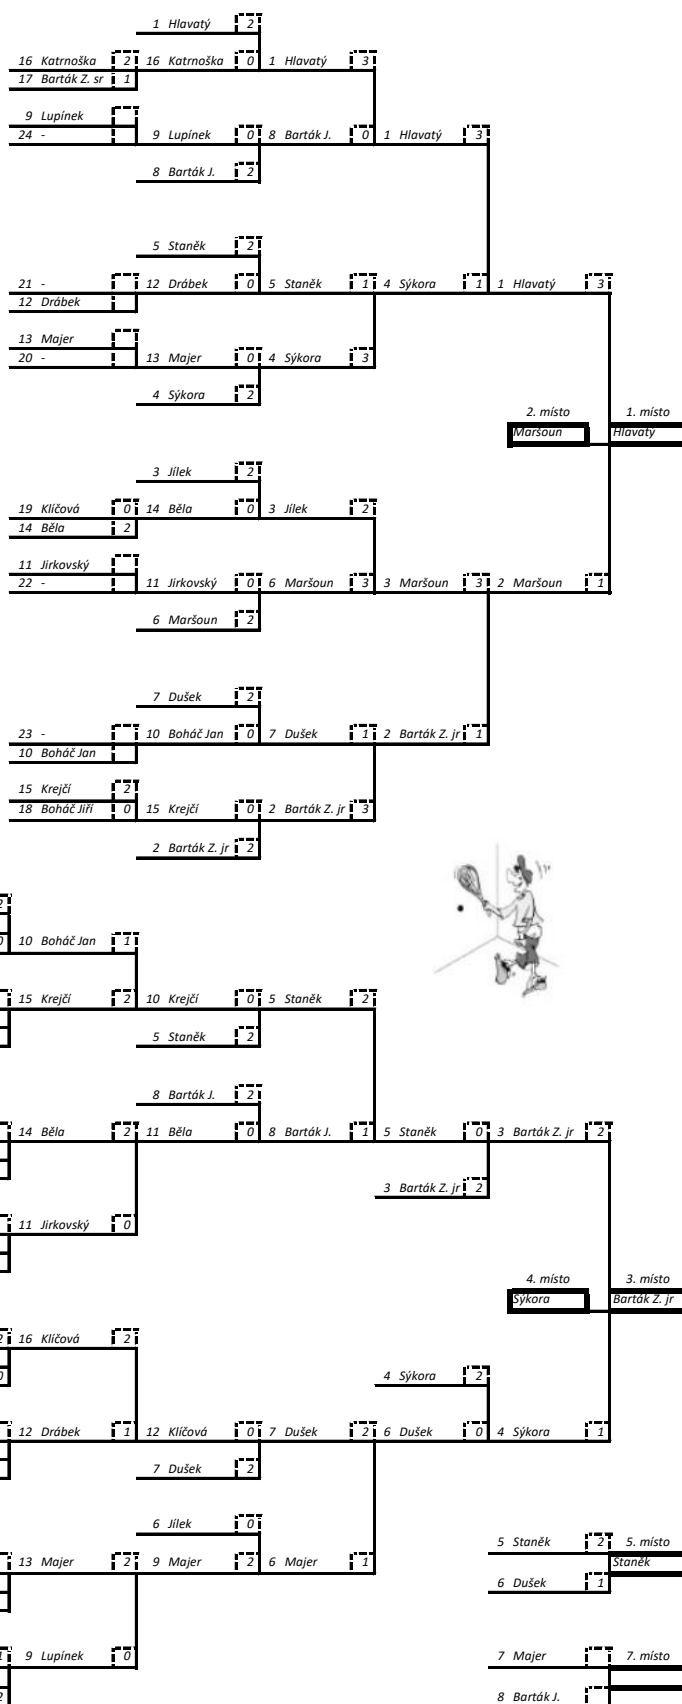 1 Hlavatý 2
16 Katrnoška 2 16 Katrnoška 0 1 Hlavatý 3
17 Barták Z. sr 1
9 Lupínek
24 - 9 Lupínek 0 8 Barták J. 0 1 Hlavatý 3
8 Barták J. 2
5 Staněk 2
21 - 12 Drábek 0 5 Staněk 1 4 Sýkora 1 1 Hlavatý 3
12 Drábek
13 Majer
20 - 13 Majer 0 4 Sýkora 3
4 Sýkora 2
2. místo 1. místo
Maršoun Hlavatý
3 Jílek 2
19 Klíčová 0 14 Běla 0 3 Jílek 2
14 Běla 2
11 Jirkovský
22 - 11 Jirkovský 0 6 Maršoun 3 3 Maršoun 3 2 Maršoun 1
6 Maršoun 2
7 Dušek 2
23 - 10 Boháč Jan 0 7 Dušek 1 2 Barták Z. jr 1
10 Boháč Jan
15 Krejčí 2
18 Boháč Jiří 0 15 Krejčí 0 2 Barták Z. jr 3
2 Barták Z. jr 2
2
0 10 Boháč Jan 1
15 Krejčí 2 10 Krejčí 0 5 Staněk 2
5 Staněk 2
8 Barták J. 2
14 Běla 2 11 Běla 0 8 Barták J. 1 5 Staněk 0 3 Barták Z. jr 2
3 Barták Z. jr 2
11 Jirkovský 0
4. místo 3. místo
Sýkora Barták Z. jr
2 16 Klíčová 2
0 4 Sýkora 2
12 Drábek 1 12 Klíčová 0 7 Dušek 2 6 Dušek 0 4 Sýkora 1
7 Dušek 2
6 Jílek 0
5 Staněk 2 5. místo
13 Majer 2 9 Majer 2 6 Majer 1 Staněk
6 Dušek 1
1 9 Lupínek 0 7 Majer 7. místo
2 8 Barták J.